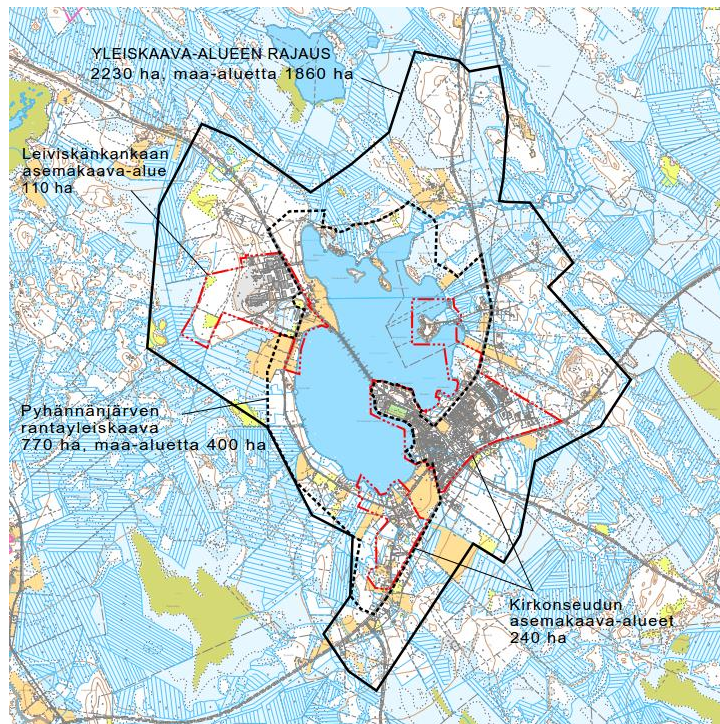 YLEISKAAVA-ALUEEN RAJAUS
2230 ha, maa-aluetta 1860 ha
Leiviskänkankaan
asemakaava-alue
110 ha
Pyhännänjärven
rantayleiskaava
770 ha, maa-aluetta 400 ha
Kirkonseudun
asemakaava-alueet
240 ha